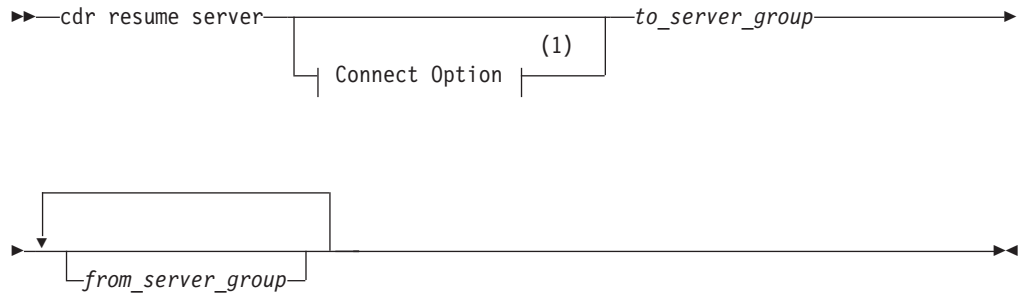 cdr resume server to_server_group
(1)
Connect Option
from_server_group